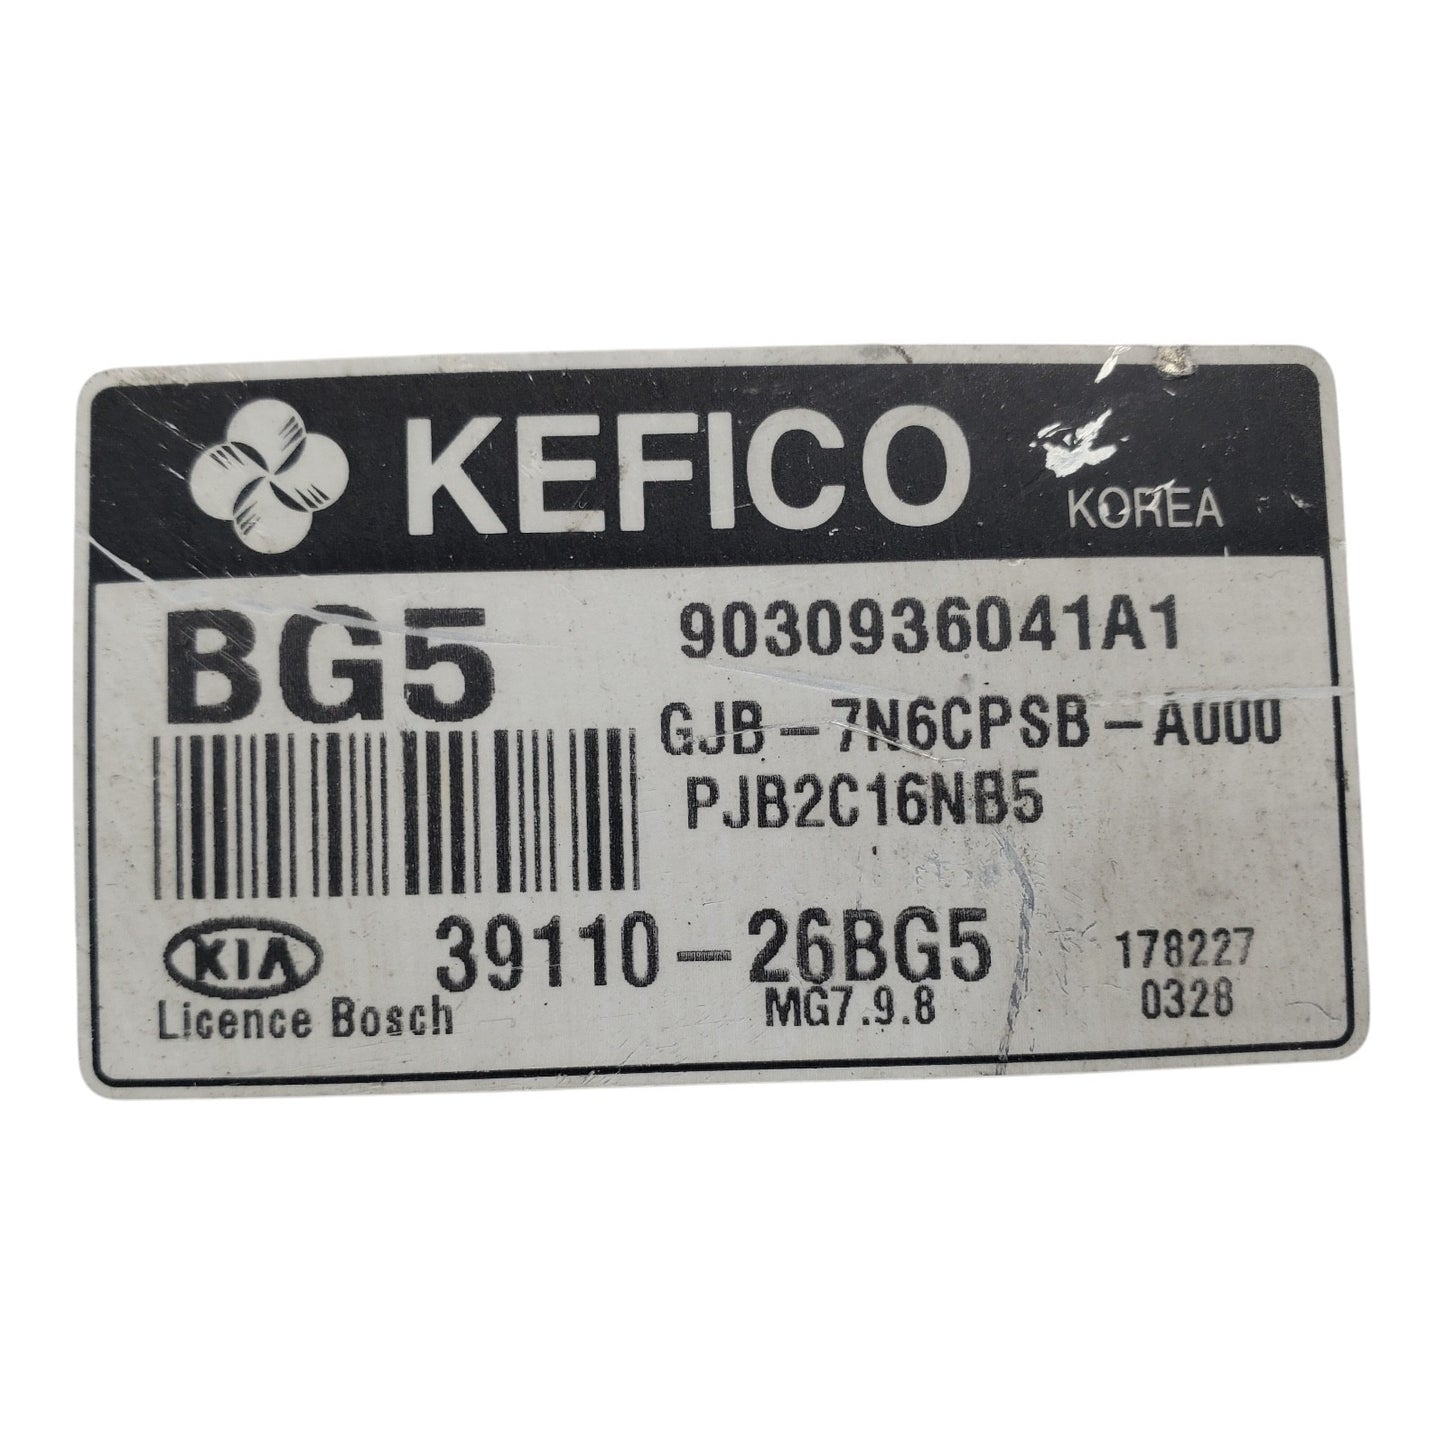 KEFICO
KOREA
BG5
9030936041A1
GJB-7N6CPSB-A000
PJB2C16NB5
KIA
39110-26BG5
178227
Licence Bosch
MG7.9.8
0328